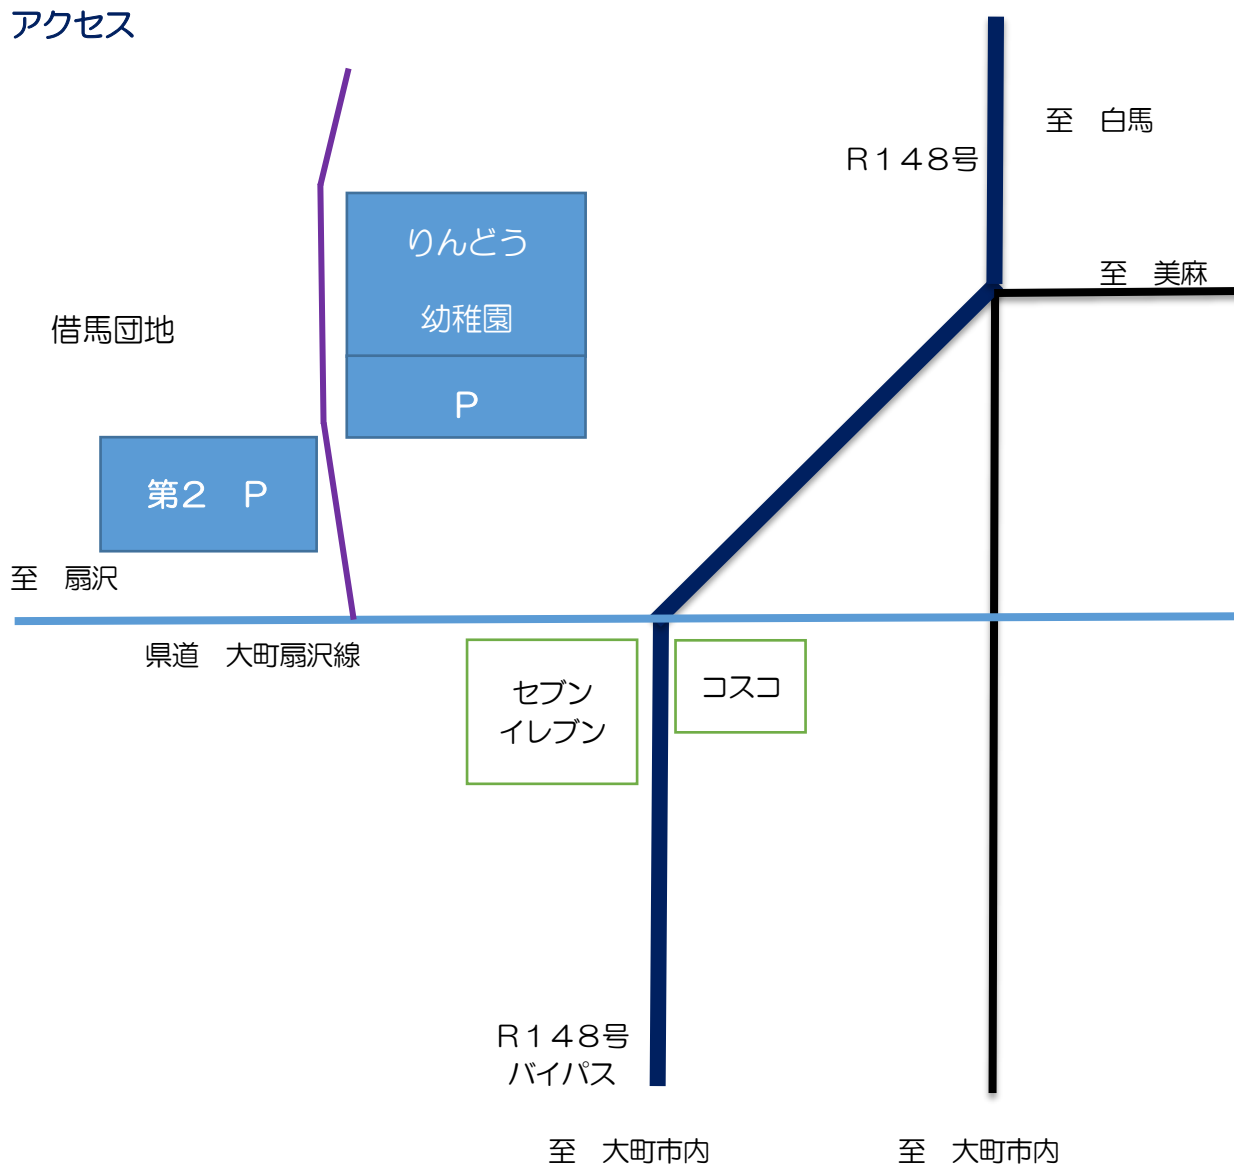 アクセス
至　白馬
R148号
りんどう
幼稚園
至　美麻
借馬団地
P
第2　P
至　扇沢
県道　大町扇沢線
セブン
イレブン
コスコ
R148号
バイパス
至　大町市内
至　大町市内